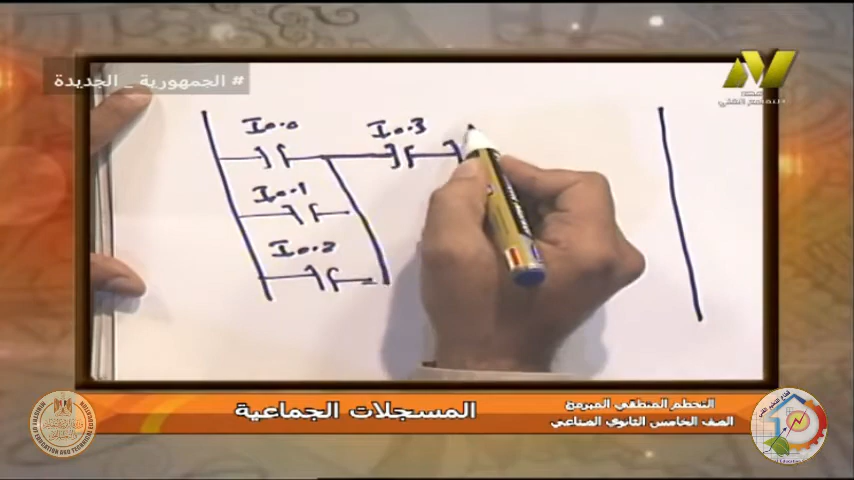 # الجمهورية _ الجديدة
I0.0
I0.3
I0.1
I0.2
المسجلات الجماعية
التحكم المنطقي المبرمج
الصف الخامس الثانوي الصناعي